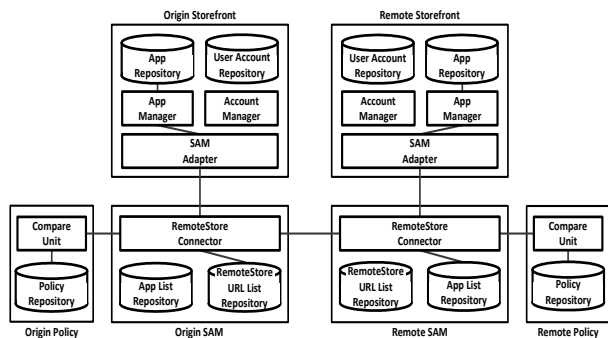 Origin Storefront
Remote Storefront
App
Repository
User Account
Repository
User Account
Repository
App
Repository
App
Manager
Account
Manager
Account
Manager
App
Manager
SAM
Adapter
SAM
Adapter
Compare
Unit
RemoteStore
Connector
RemoteStore
Connector
Compare
Unit
Policy
Repository
App List
Repository
RemoteStore
URL List
Repository
RemoteStore
URL List
Repository
App List
Repository
Policy
Repository
Origin Policy
Origin SAM
Remote SAM
Remote Policy